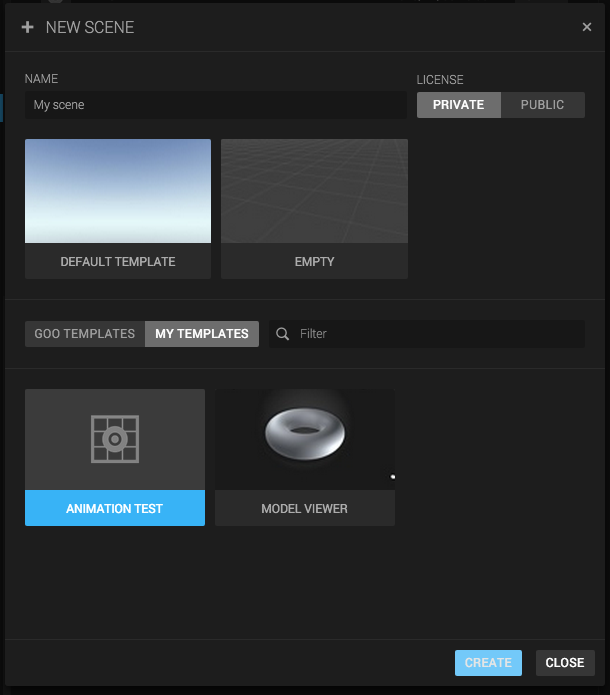 NEW SCENE
NAME
LICENSE
My scene
PRIVATE
PUBLIC
DEFAULT TEMPLATE
EMPTY
GOO TEMPLATES
MY TEMPLATES
Filter
ANIMATION TEST
MODEL VIEWER
CREATE
CLOSE